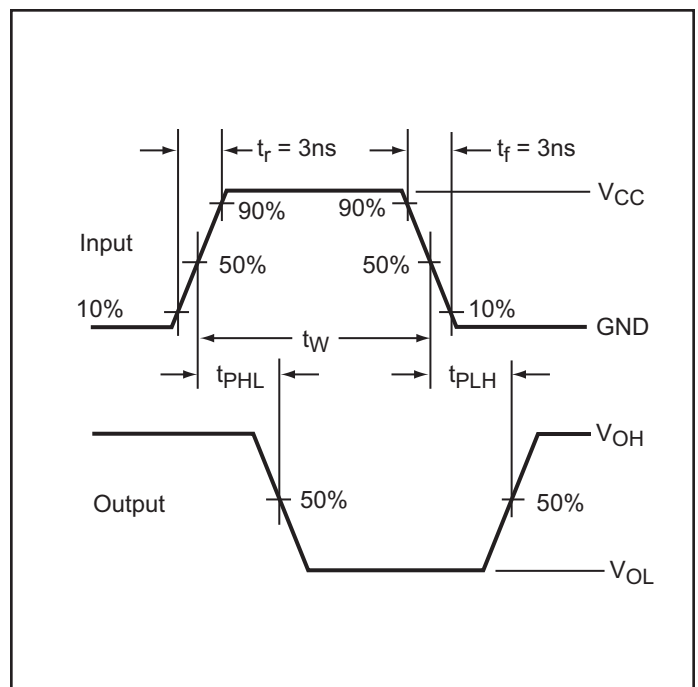 tr = 3ns
tf = 3ns
VCC
90%
90%
Input
50%
50%
10%
10%
GND
tW
tPHL
tPLH
VOH
Output
50%
50%
VOL